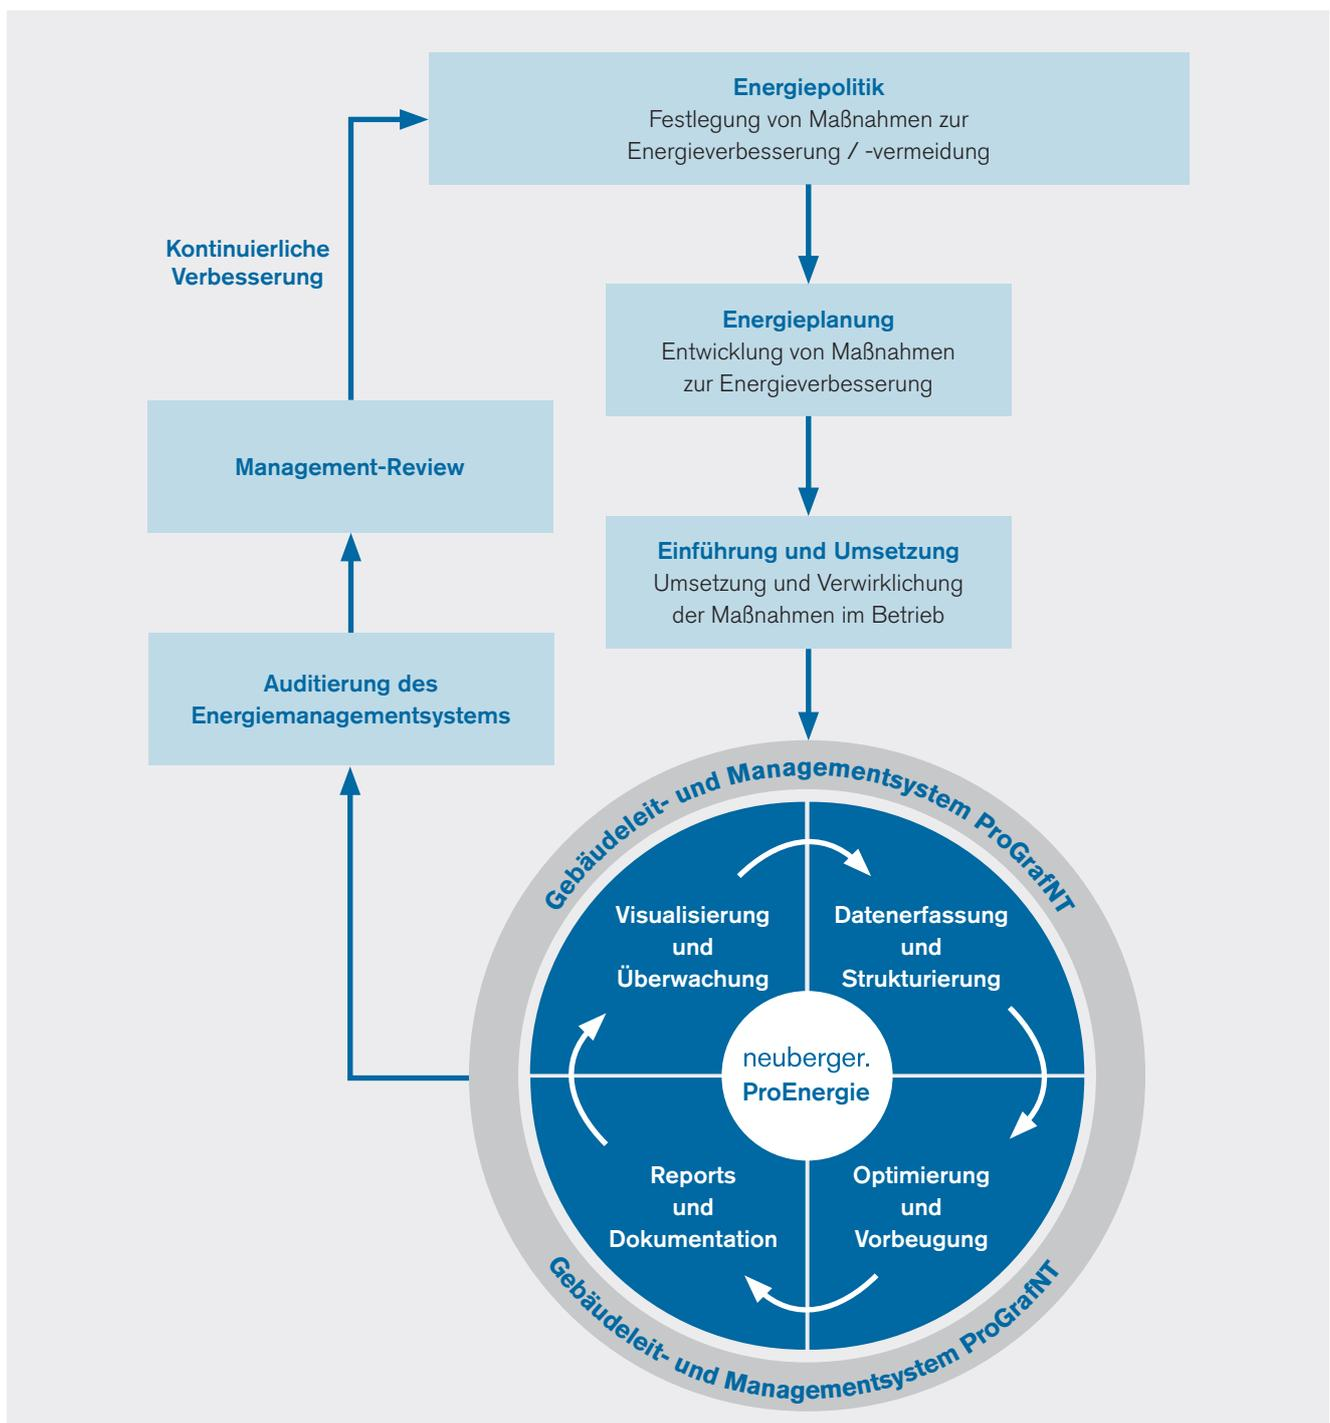 Energiepolitik
Festlegung von Maßnahmen zur
Energieverbesserung / -vermeidung
Kontinuierliche
Verbesserung
Energieplanung
Entwicklung von Maßnahmen
zur Energieverbesserung
Management-Review
Einführung und Umsetzung
Umsetzung und Verwirklichung
der Maßnahmen im Betrieb
Auditierung des
Energiemanagementsystems
Gebäudeleit- und Managementsystem ProGrafNT
Visualisierung
und
Überwachung
Datenerfassung
und
Strukturierung
neuberger.
ProEnergie
Reports
und
Dokumentation
Optimierung
und
Vorbeugung
Gebäudeleit- und Managementsystem ProGrafNT